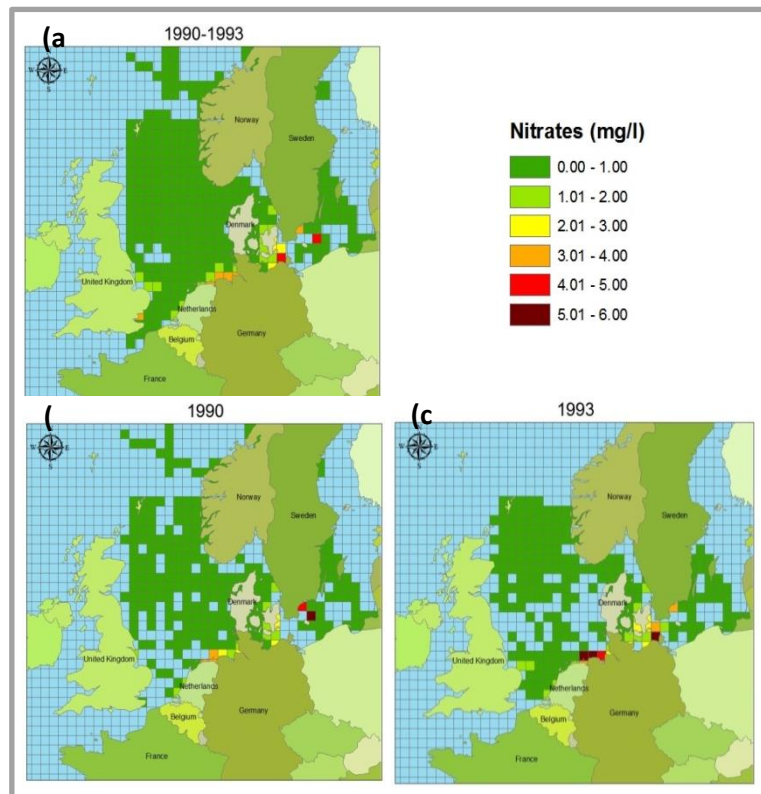 (a
1990-1993
N
W E
S
Norway
Sweden
Denmark
United Kingdom
Netherlands
Germany
Belgium
France
Nitrates (mg/l)
0.00 - 1.00
1.01 - 2.00
2.01 - 3.00
3.01 - 4.00
4.01 - 5.00
5.01 - 6.00
(
1990
N
W E
S
Norway
Sweden
Denmark
United Kingdom
Netherlands
Germany
Belgium
France
(c
1993
N
W E
S
Norway
Sweden
Denmark
United Kingdom
Netherlands
Germany
Belgium
France